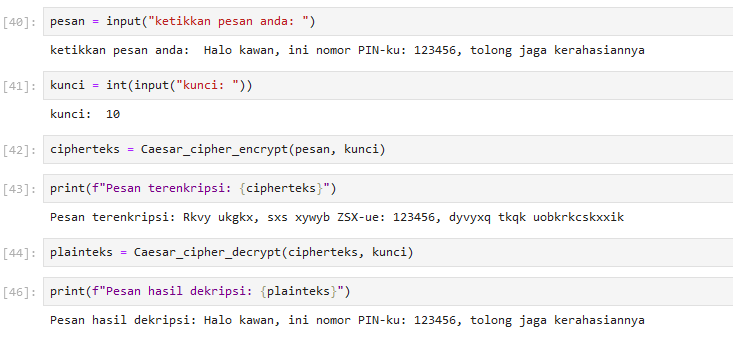 [40]: pesan = input("ketikkan pesan anda: ")
ketikkan pesan anda:  Halo kawan, ini nomor PIN-ku: 123456, tolong jaga kerahasiannya
[41]: kunci = int(input("kunci: "))
kunci:  10
[42]: cipherteks = Caesar_cipher_encrypt(pesan, kunci)
[43]: print(f"Pesan terenkripsi: {cipherteks}")
Pesan terenkripsi: Rkvy ukgkx, sxs xywyb ZSX-ue: 123456, dyvyxq tkqk uobkrkcskxxik
[44]: plainteks = Caesar_cipher_decrypt(cipherteks, kunci)
[46]: print(f"Pesan hasil dekripsi: {plainteks}")
Pesan hasil dekripsi: Halo kawan, ini nomor PIN-ku: 123456, tolong jaga kerahasiannya